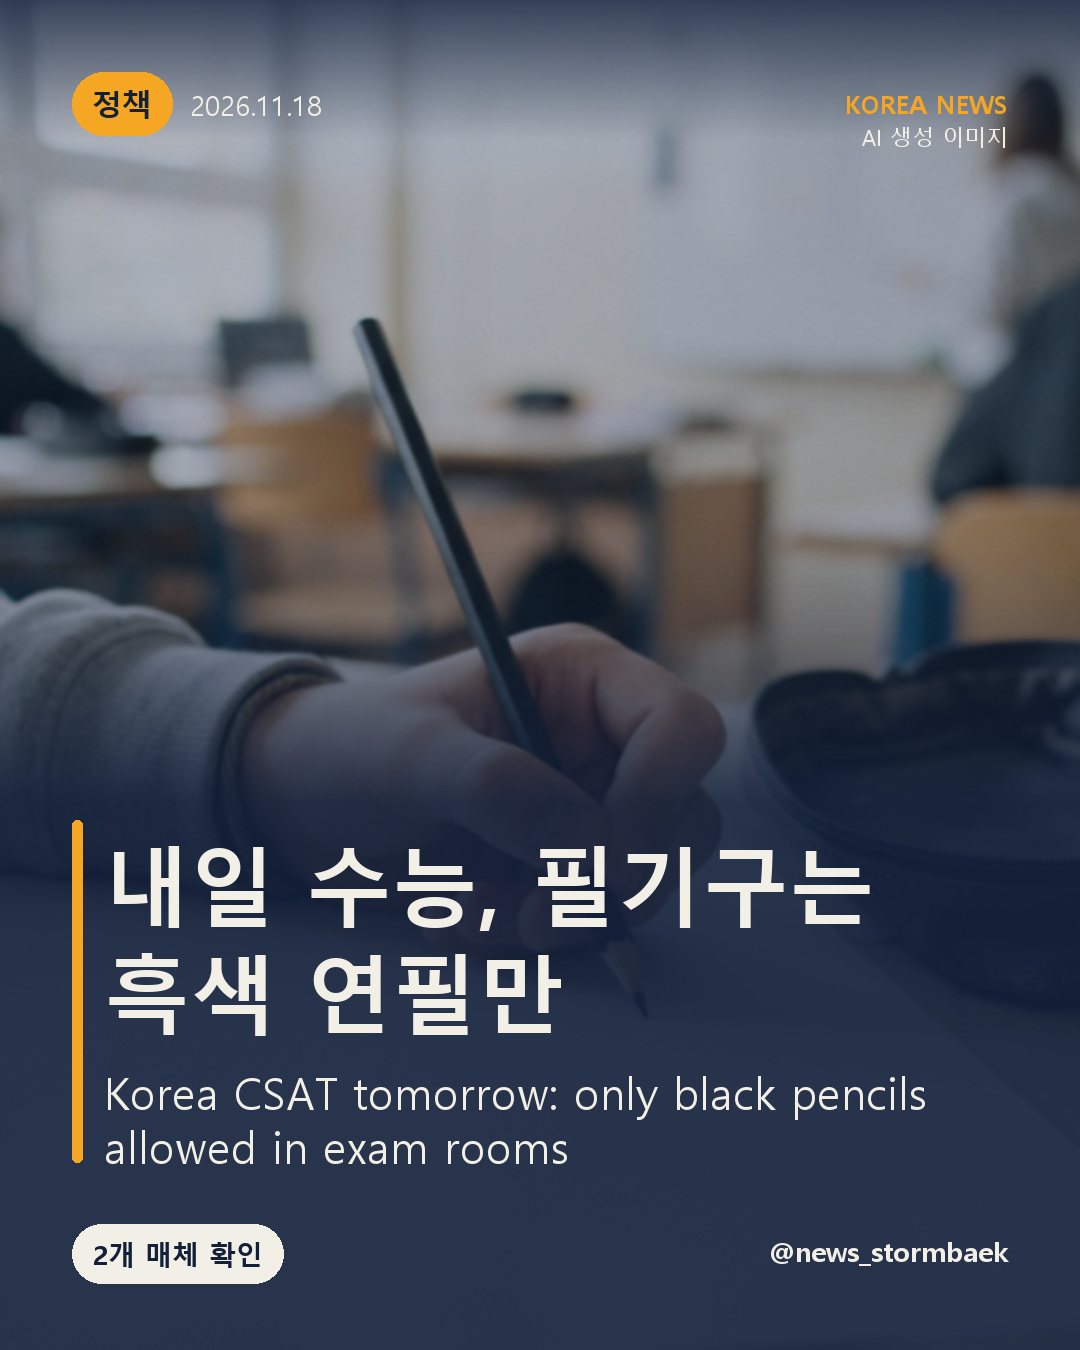 정책 2026.11.18
KOREA NEWS
AI 생성 이미지
내일 수능, 필기구는
흑색 연필만
Korea CSAT tomorrow: only black pencils
allowed in exam rooms
2개 매체 확인
@news_stormbaek